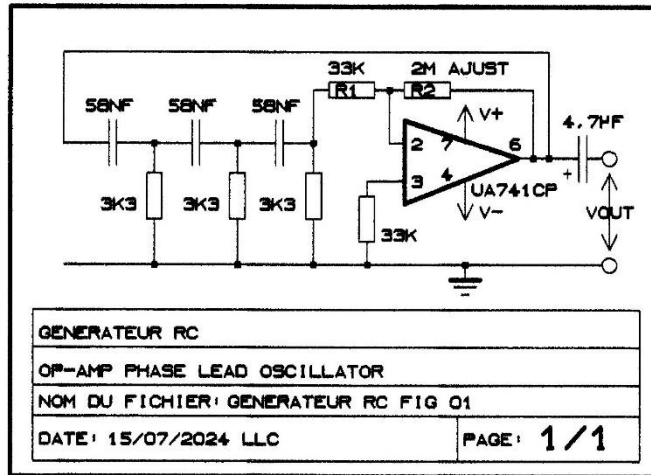 33K 2M AJUST
58NF 58NF 58NF R1 R2
V+
4.7µF
7 6
2
3 4
+
UA741CP
3K3 3K3 3K3 V- VOUT
33K
GENERATEUR RC
OP-AMP PHASE LEAD OSCILLATOR
NOM DU FICHIER: GENERATEUR RC FIG 01
DATE: 15/07/2024 LLC PAGE: 1/1